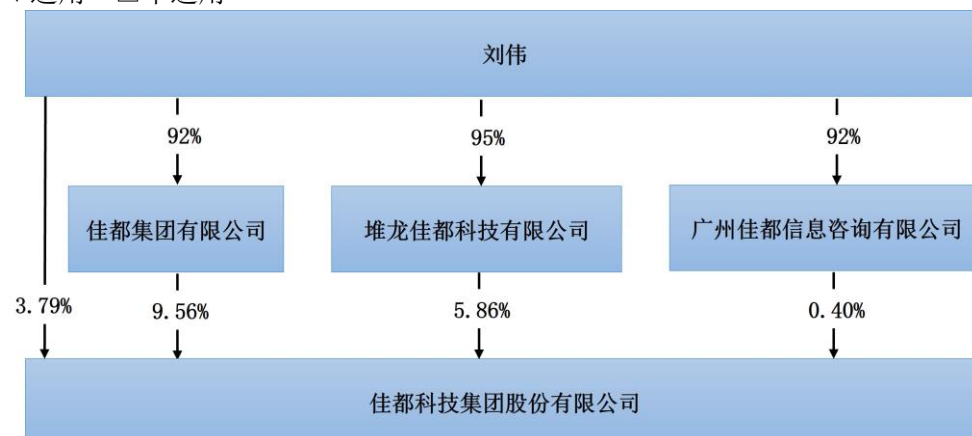 刘伟
92%
95%
92%
佳都集团有限公司
堆龙佳都科技有限公司
广州佳都信息咨询有限公司
3.79%
9.56%
5.86%
0.40%
佳都科技集团股份有限公司